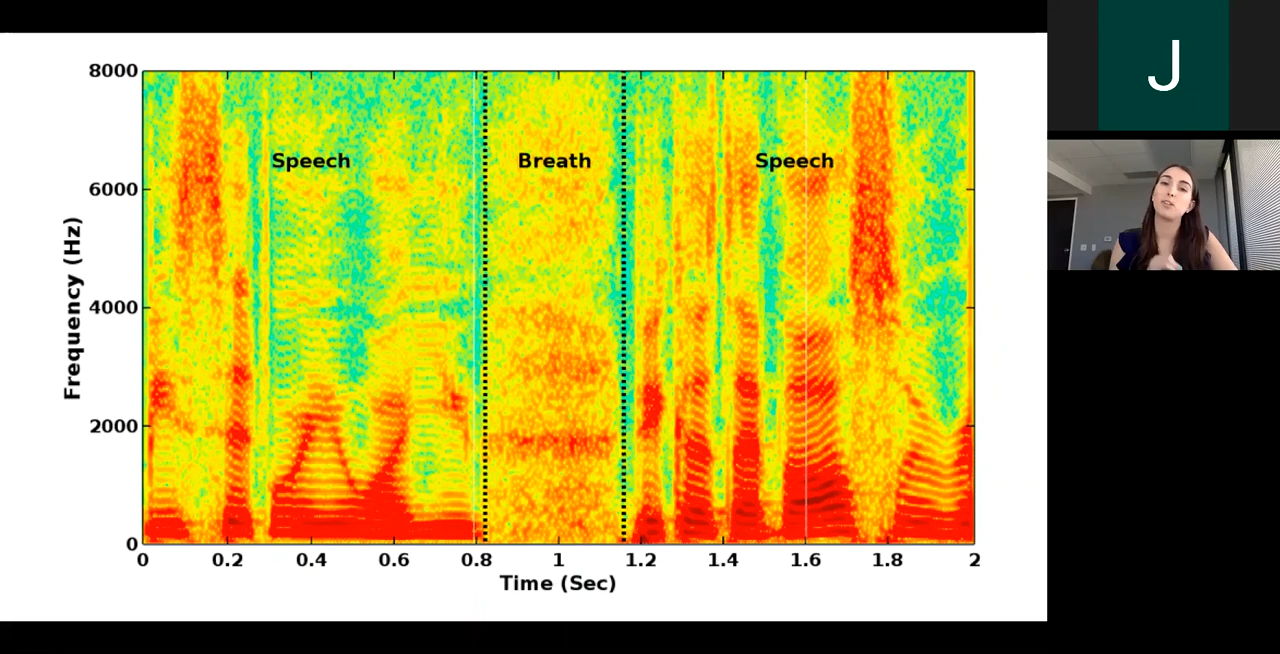 8000
6000
4000
2000
0
Frequency (Hz)
Speech
Breath
Speech
0 0.2 0.4 0.6 0.8 1 1.2 1.4 1.6 1.8 2
Time (Sec)
J